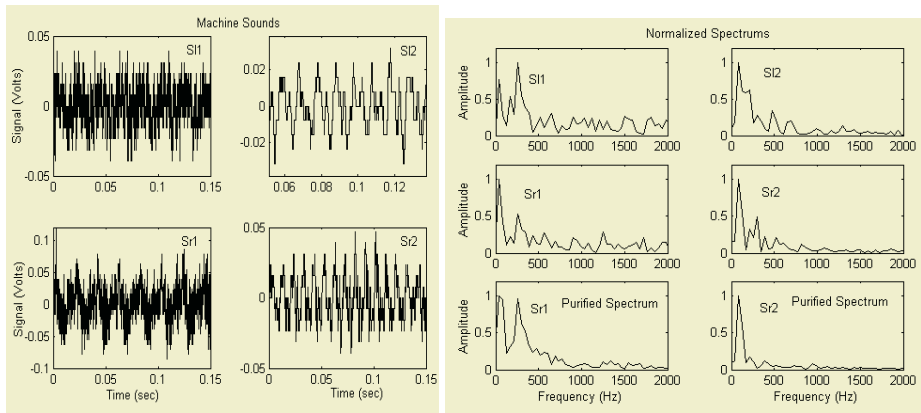 Machine Sounds
Sl1
Sl2
Signal (Volts)
0.05
0
-0.05
0 0.05 0.1 0.15
0.02
0
-0.02
0.06 0.08 0.1 0.12
Sr1
Sr2
Signal (Volts)
0.1
0.05
0
-0.05
-0.1
0 0.05 0.1 0.15
Time (sec)
0.05
0
0.05
0 0.05 0.1 0.15
Time (sec)
Normalized Spectrums
Sl1
Sl2
Amplitude
1
0.5
0
0 500 1000 1500 2000
1
0.5
0
0 500 1000 1500 2000
Sr1
Sr2
Amplitude
1
0.5
0
0 500 1000 1500 2000
1
0.5
0
0 500 1000 1500 2000
Sr1 Purified Spectrum
Sr2 Purified Spectrum
Amplitude
1
0.5
0
0 500 1000 1500 2000
Frequency (Hz)
1
0.5
0
0 500 1000 1500 2000
Frequency (Hz)